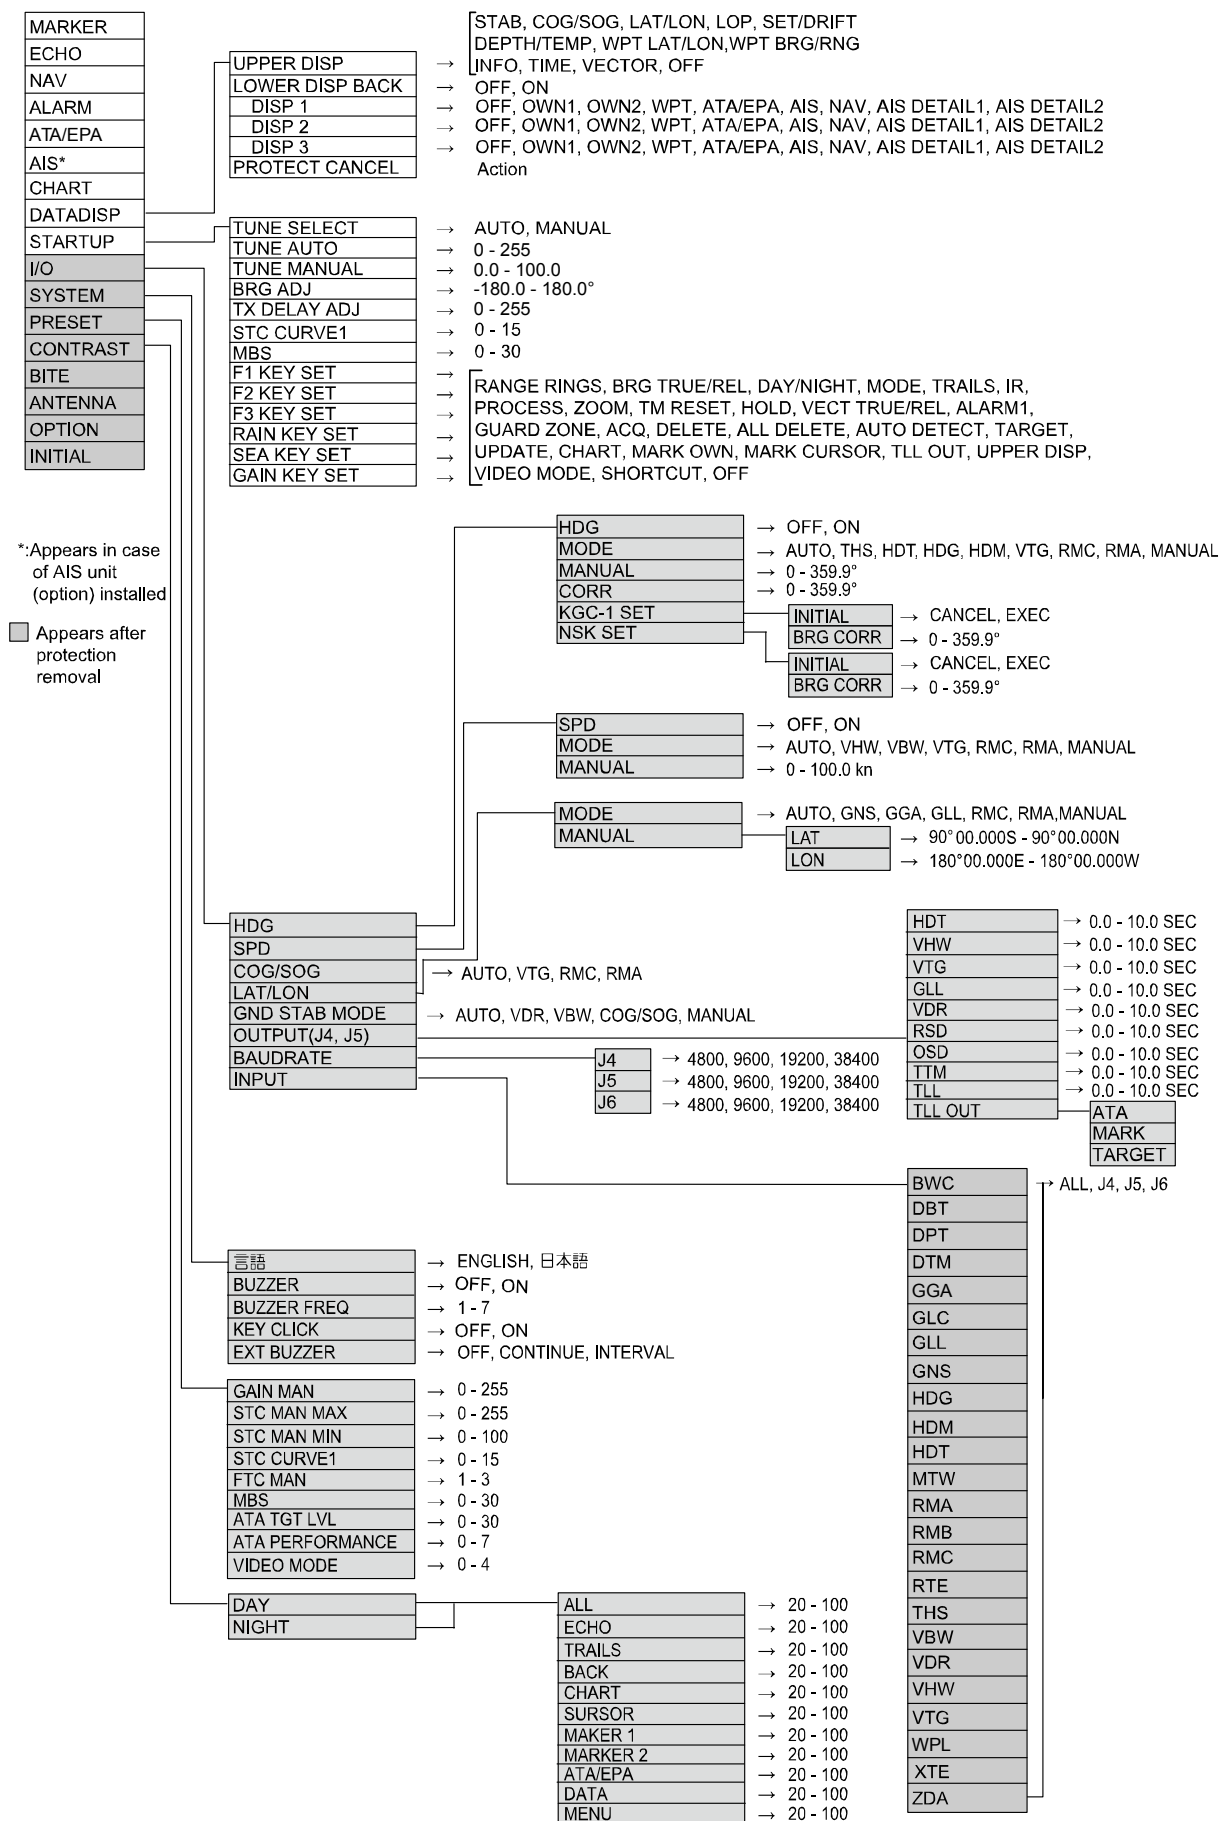 MARKER
ECHO
NAV
ALARM
ATA/EPA
AIS*
CHART
DATADISP
STARTUP
I/O
SYSTEM
PRESET
CONTRAST
BITE
ANTENNA
OPTION
INITIAL
*:Appears in case
of AIS unit
(option) installed
Appears after
protection
removal
STAB, COG/SOG, LAT/LON, LOP, SET/DRIFT
DEPTH/TEMP, WPT LAT/LON,WPT BRG/RNG
UPPER DISP → INFO, TIME, VECTOR, OFF
LOWER DISP BACK → OFF, ON
DISP 1 → OFF, OWN1, OWN2, WPT, ATA/EPA, AIS, NAV, AIS DETAIL1, AIS DETAIL2
DISP 2 → OFF, OWN1, OWN2, WPT, ATA/EPA, AIS, NAV, AIS DETAIL1, AIS DETAIL2
DISP 3 → OFF, OWN1, OWN2, WPT, ATA/EPA, AIS, NAV, AIS DETAIL1, AIS DETAIL2
PROTECT CANCEL Action
TUNE SELECT → AUTO, MANUAL
TUNE AUTO → 0 - 255
TUNE MANUAL → 0.0 - 100.0
BRG ADJ → -180.0 - 180.0°
TX DELAY ADJ → 0 - 255
STC CURVE1 → 0 - 15
MBS → 0 - 30
F1 KEY SET →
F2 KEY SET → RANGE RINGS, BRG TRUE/REL, DAY/NIGHT, MODE, TRAILS, IR,
F3 KEY SET → PROCESS, ZOOM, TM RESET, HOLD, VECT TRUE/REL, ALARM1,
RAIN KEY SET → GUARD ZONE, ACQ, DELETE, ALL DELETE, AUTO DETECT, TARGET,
SEA KEY SET → UPDATE, CHART, MARK OWN, MARK CURSOR, TLL OUT, UPPER DISP,
GAIN KEY SET → VIDEO MODE, SHORTCUT, OFF
HDG → OFF, ON
MODE → AUTO, THS, HDT, HDG, HDM, VTG, RMC, RMA, MANUAL
MANUAL → 0 - 359.9°
CORR → 0 - 359.9°
KGC-1 SET
NSK SET
INITIAL → CANCEL, EXEC
BRG CORR → 0 - 359.9°
INITIAL → CANCEL, EXEC
BRG CORR → 0 - 359.9°
SPD → OFF, ON
MODE → AUTO, VHW, VBW, VTG, RMC, RMA, MANUAL
MANUAL → 0 - 100.0 kn
MODE → AUTO, GNS, GGA, GLL, RMC, RMA,MANUAL
MANUAL
LAT → 90°00.000S - 90°00.000N
LON → 180°00.000E - 180°00.000W
HDG
SPD
COG/SOG → AUTO, VTG, RMC, RMA
LAT/LON
GND STAB MODE → AUTO, VDR, VBW, COG/SOG, MANUAL
OUTPUT(J4, J5)
BAUDRATE
INPUT
J4 → 4800, 9600, 19200, 38400
J5 → 4800, 9600, 19200, 38400
J6 → 4800, 9600, 19200, 38400
HDT → 0.0 - 10.0 SEC
VHW → 0.0 - 10.0 SEC
VTG → 0.0 - 10.0 SEC
GLL → 0.0 - 10.0 SEC
VDR → 0.0 - 10.0 SEC
RSD → 0.0 - 10.0 SEC
OSD → 0.0 - 10.0 SEC
TTM → 0.0 - 10.0 SEC
TLL → 0.0 - 10.0 SEC
TLL OUT
ATA
MARK
TARGET
BWC → ALL, J4, J5, J6
DBT
DPT
DTM
GGA
GLC
GLL
GNS
HDG
HDM
HDT
MTW
RMA
RMB
RMC
RTE
THS
VBW
VDR
VHW
VTG
WPL
XTE
ZDA
言語 → ENGLISH, 日本語
BUZZER → OFF, ON
BUZZER FREQ → 1 - 7
KEY CLICK → OFF, ON
EXT BUZZER → OFF, CONTINUE, INTERVAL
GAIN MAN → 0 - 255
STC MAN MAX → 0 - 255
STC MAN MIN → 0 - 100
STC CURVE1 → 0 - 15
FTC MAN → 1 - 3
MBS → 0 - 30
ATA TGT LVL → 0 - 30
ATA PERFORMANCE → 0 - 7
VIDEO MODE → 0 - 4
DAY
NIGHT
ALL → 20 - 100
ECHO → 20 - 100
TRAILS → 20 - 100
BACK → 20 - 100
CHART → 20 - 100
SURSOR → 20 - 100
MAKER 1 → 20 - 100
MARKER 2 → 20 - 100
ATA/EPA → 20 - 100
DATA → 20 - 100
MENU → 20 - 100